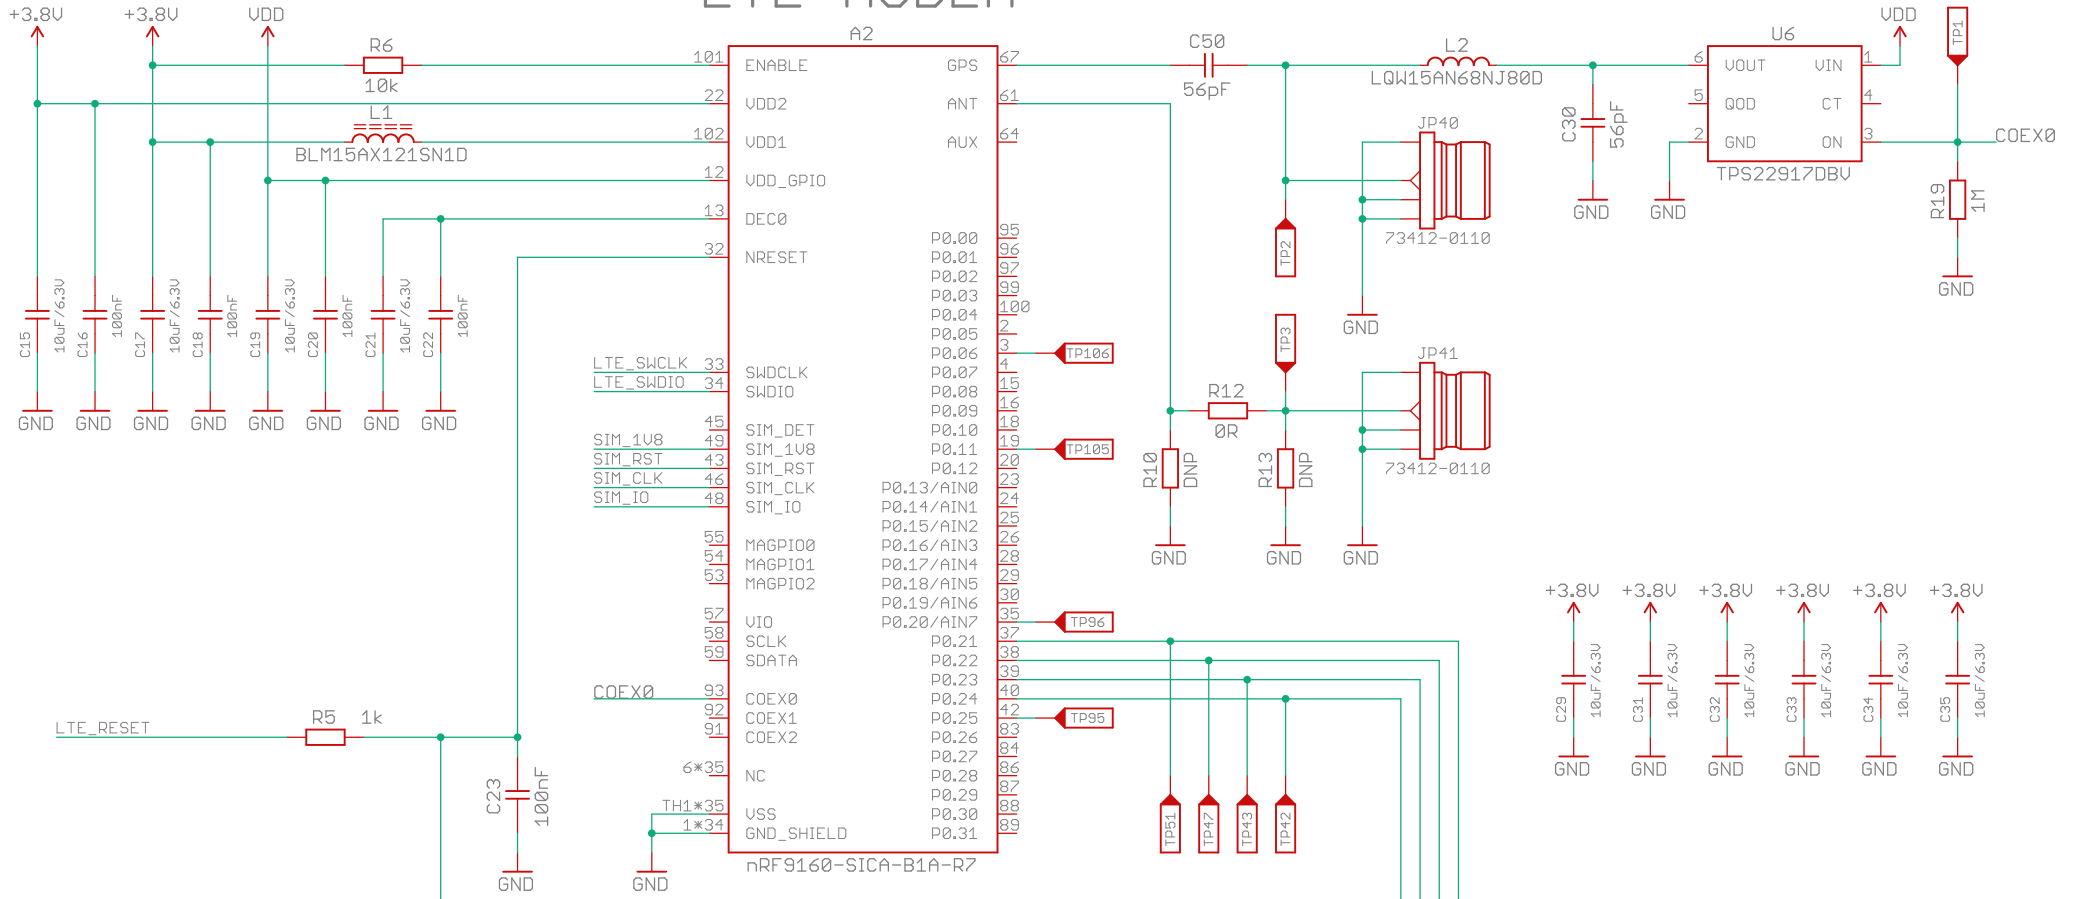 LTE MODEM
+3.8V
+3.8V
VDD
R6
10k
L1
BLM15AX121SN1D
C15
10uF/6.3V
C16
100nF
C17
10uF/6.3V
C18
100nF
C19
10uF/6.3V
C20
100nF
C21
10uF/6.3V
C22
100nF
GND
GND
GND
GND
GND
GND
GND
GND
LTE_SWCLK
LTE_SWDIO
SIM_1V8
SIM_RST
SIM_CLK
SIM_IO
COEX0
LTE_RESET
R5
1k
C23
100nF
GND
GND
A2
101 ENABLE
22 VDD2
102 VDD1
12 VDD_GPIO
13 DEC0
32 NRESET
33 SWDCLK
34 SWDIO
45 SIM_DET
49 SIM_1V8
43 SIM_RST
46 SIM_CLK
48 SIM_IO
55 MAGPIO0
54 MAGPIO1
53 MAGPIO2
57 VIO
58 SCLK
59 SDATA
93 COEX0
92 COEX1
91 COEX2
6*35 NC
TH1*35 VSS
1*34 GND_SHIELD
GPS 67
ANT 61
AUX 64
P0.00 95
P0.01 96
P0.02 97
P0.03 99
P0.04 100
P0.05 2
P0.06 3
P0.07 4
P0.08 15
P0.09 16
P0.10 18
P0.11 19
P0.12 20
P0.13/AIN0 23
P0.14/AIN1 24
P0.15/AIN2 25
P0.16/AIN3 26
P0.17/AIN4 28
P0.18/AIN5 29
P0.19/AIN6 30
P0.20/AIN7 35
P0.21 37
P0.22 38
P0.23 39
P0.24 40
P0.25 42
P0.26 83
P0.27 84
P0.28 86
P0.29 87
P0.30 88
P0.31 89
nRF9160-SICA-B1A-R7
TP106
TP105
TP96
TP95
TP51
TP47
TP43
TP42
C50
56pF
L2
LQW15AN68NJ80D
JP40
73412-0110
TP2
GND
TP3
JP41
73412-0110
R12
0R
R10
DNP
R13
DNP
GND
GND
GND
C30
56pF
GND
GND
U6
6 VOUT
5 QOD
2 GND
VIN 1
CT 4
ON 3
TPS22917DBV
VDD
TP1
COEX0
R19
1M
GND
+3.8V
+3.8V
+3.8V
+3.8V
+3.8V
+3.8V
C29
10uF/6.3V
C31
10uF/6.3V
C32
10uF/6.3V
C33
10uF/6.3V
C34
10uF/6.3V
C35
10uF/6.3V
GND
GND
GND
GND
GND
GND